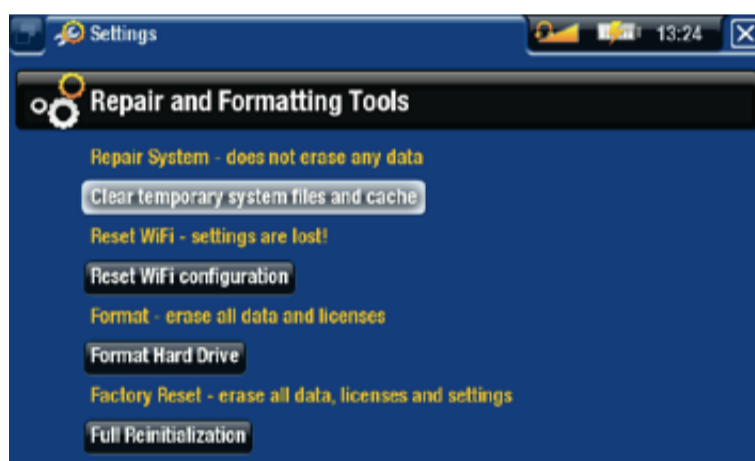 Settings
13:24
Repair and Formatting Tools
Repair System - does not erase any data
Clear temporary system files and cache
Reset WiFi - settings are lost!
Reset WiFi configuration
Format - erase all data and licenses
Format Hard Drive
Factory Reset - erase all data, licenses and settings
Full Reinitialization